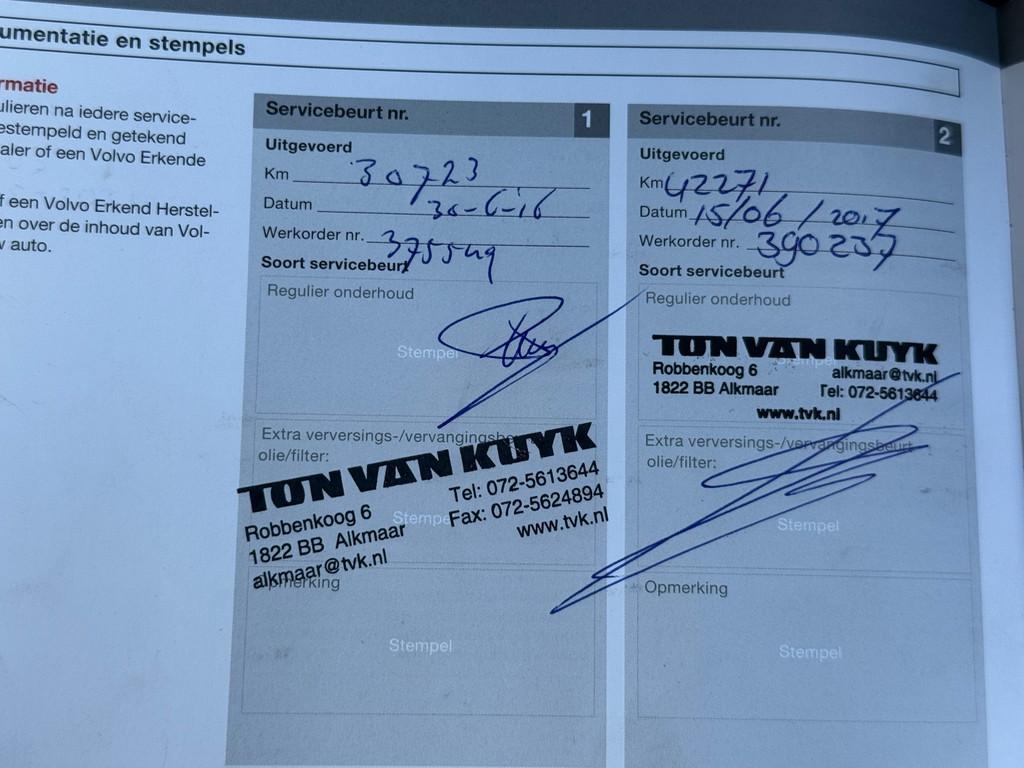 umentatie en stempels
rmatie
ulieren na iedere service-
estempeld en getekend
aler of een Volvo Erkende
f een Volvo Erkend Herstel-
en over de inhoud van Vol-
w auto.
Servicebeurt nr. 1
Uitgevoerd
Km 30723
Datum 30-6-16
Werkorder nr. 375549
Soort servicebeurt
Regulier onderhoud
Stempel
Extra verversings-/vervangingsbe
olie/filter:
TON VAN KUYK
Robbenkoog 6 Tel: 072-5613644
1822 BB Alkmaar Fax: 072-5624894
alkmaar@tvk.nl www.tvk.nl
Stempe
Opmerking
Stempel
Servicebeurt nr. 2
Uitgevoerd
Km 42271
Datum 15/06/2017
Werkorder nr. 390237
Soort servicebeurt
Regulier onderhoud
Stempel
TON VAN KUYK
Robbenkoog 6 alkmaar@tvk.nl
1822 BB Alkmaar Tel: 072-5613644
www.tvk.nl
Extra verversings-/vervangingsbeurt
olie/filter:
Stempel
Opmerking
Stempel